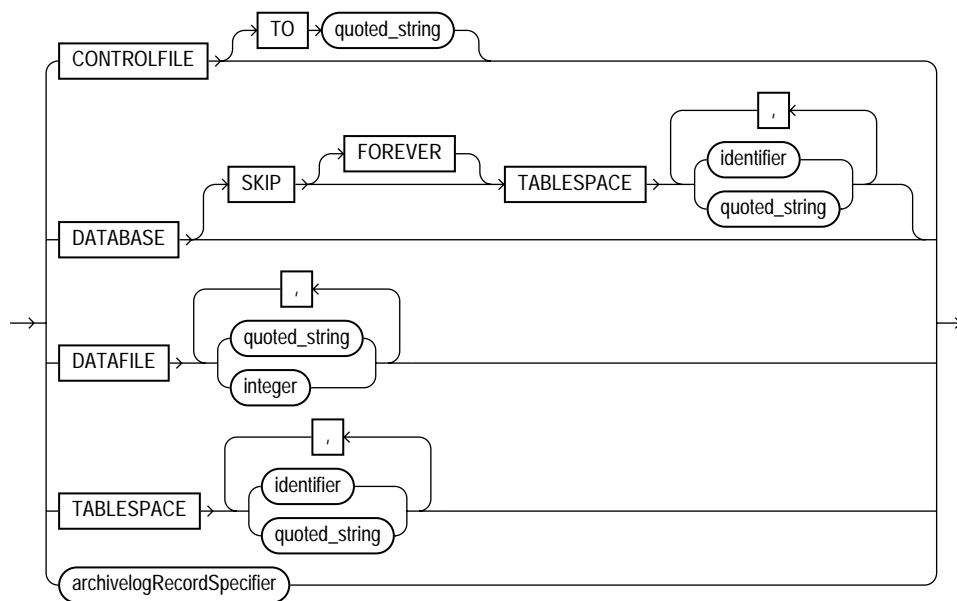 TO quoted_string
CONTROLFILE
,
FOREVER identifier
SKIP TABLESPACE
quoted_string
DATABASE
,
quoted_string
DATAFILE
integer
,
identifier
TABLESPACE
quoted_string
archivelogRecordSpecifier